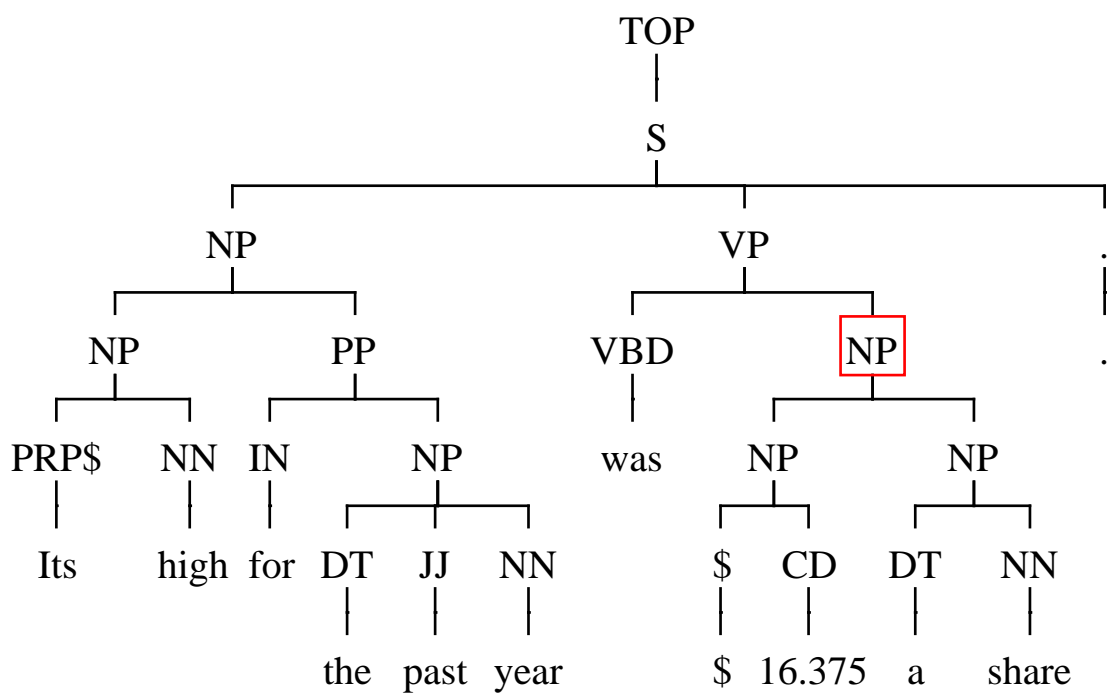 TOP
S
NP VP .
NP PP VBD NP .
PRP$ NN IN NP was NP NP
Its high for DT JJ NN $ CD DT NN
the past year $ 16.375 a share